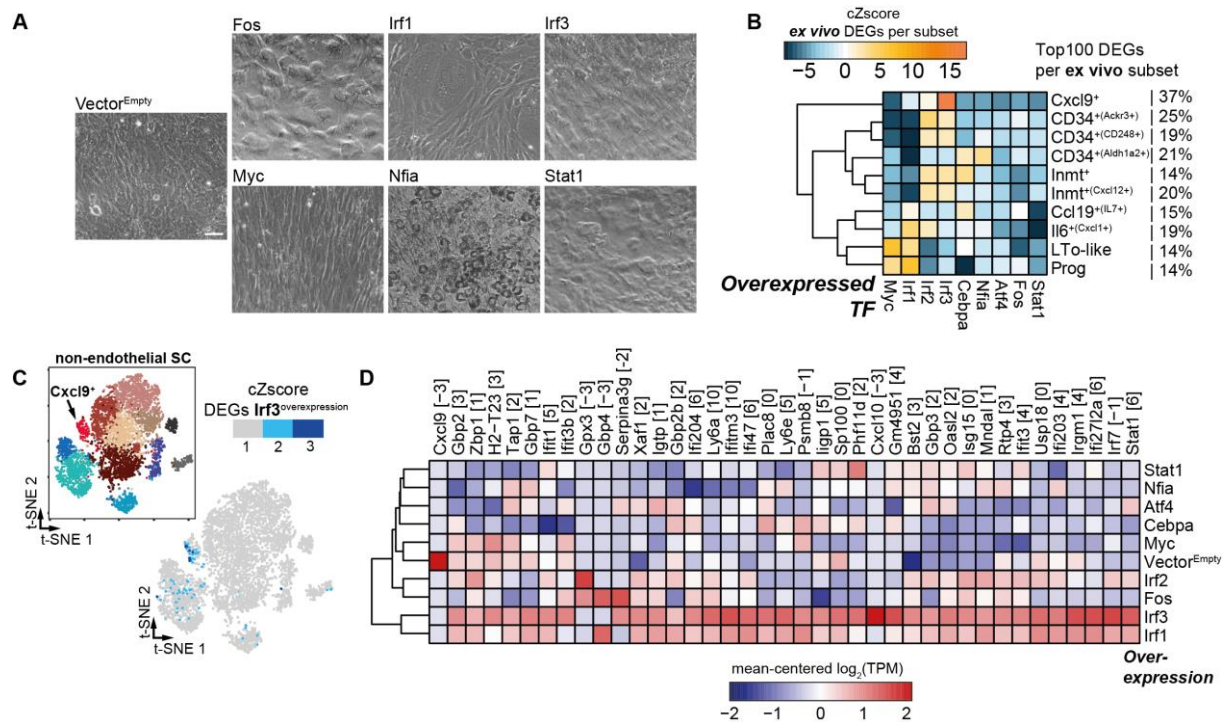 A
Fos
Irf1
Irf3
Vector^Empty
Myc
Nfia
Stat1
B
cZscore
ex vivo DEGs per subset
−5 0 5 10 15
Top100 DEGs
per ex vivo subset
Cxcl9+ | 37%
CD34+(Ackr3+) | 25%
CD34+(CD248+) | 19%
CD34+(Aldh1a2+) | 21%
Inmt+ | 14%
Inmt+(Cxcl12+) | 20%
Ccl19+(IL7+) | 15%
Il6+(Cxcl1+) | 19%
LTo-like | 14%
Prog | 14%
Overexpressed
TF
Myc
Irf1
Irf2
Irf3
Cebpa
Nfia
Atf4
Fos
Stat1
C
non-endothelial SC
Cxcl9+
t-SNE 2
t-SNE 1
cZscore
DEGs Irf3^overexpression
1 2 3
t-SNE 2
t-SNE 1
D
Cxcl9 [-3]
Gbp2 [3]
Zbp1 [1]
H2-T23 [3]
Tap1 [2]
Gbp7 [1]
Ifit1 [5]
Ifit3b [2]
Gpx3 [-3]
Gbp4 [-3]
Serpina3g [-2]
Xaf1 [2]
Igtp [1]
Gbp2b [2]
Ifi204 [6]
Ly6a [10]
Ifitm3 [10]
Ifi47 [6]
Plac8 [0]
Ly6e [5]
Psmb8 [-1]
Iigp1 [5]
Sp100 [0]
Phf11d [2]
Cxcl10 [-3]
Gm4951 [4]
Bst2 [3]
Gbp3 [2]
Oasl2 [2]
Isg15 [0]
Mndal [1]
Rtp4 [3]
Ifit3 [4]
Usp18 [0]
Ifi203 [4]
Irgm1 [4]
Ifi27l2a [6]
Irf7 [-1]
Stat1 [6]
Stat1
Nfia
Atf4
Cebpa
Myc
Vector^Empty
Irf2
Fos
Irf3
Irf1
Over-
expression
mean-centered log2(TPM)
−2 −1 0 1 2